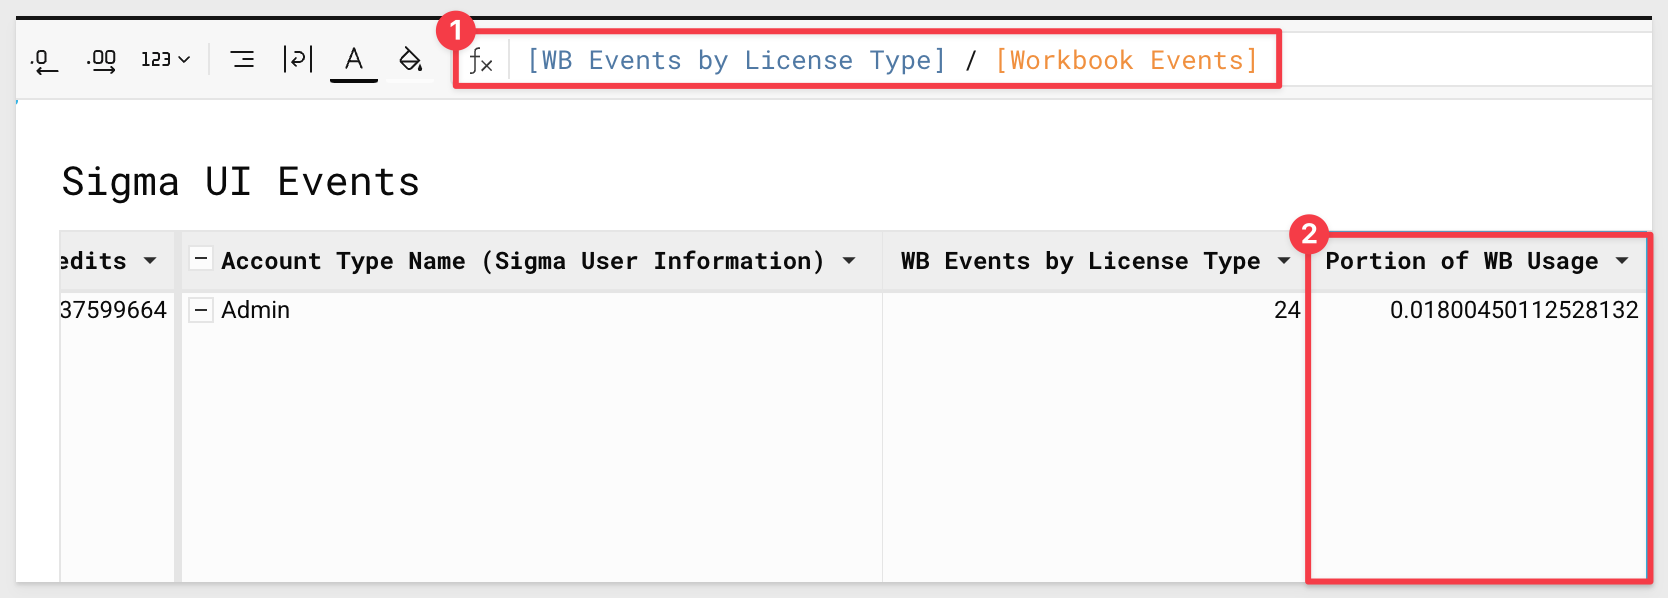 1
.0 .00 123 A fx [WB Events by License Type] / [Workbook Events]
Sigma UI Events
2
edits Account Type Name (Sigma User Information) WB Events by License Type Portion of WB Usage
37599664 Admin 24 0.01800450112528132